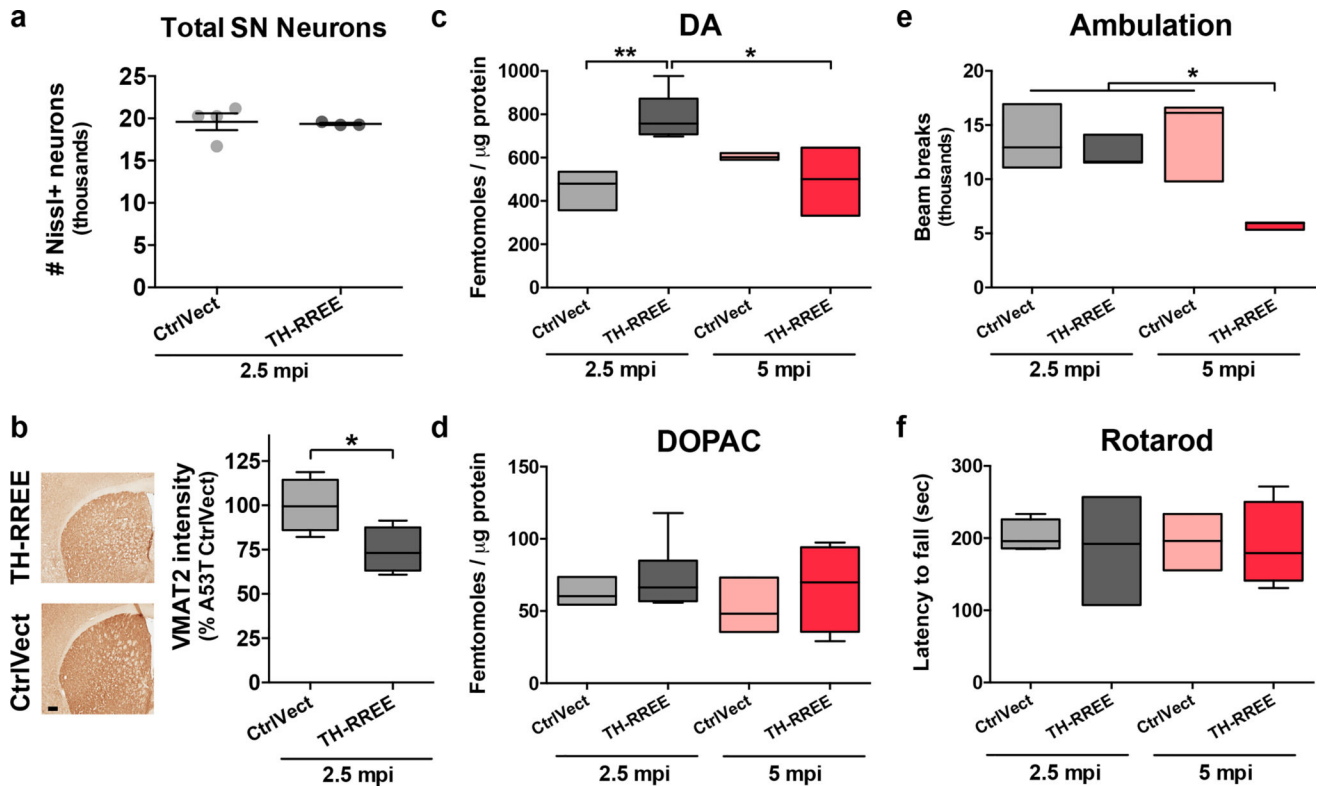 a
Total SN Neurons
# Nissl+ neurons
(thousands)
25
20
15
10
5
0
CtrlVect
TH-RREE
2.5 mpi
b
TH-RREE
CtrlVect
VMAT2 intensity
(% A53T CtrlVect)
125
100
75
50
25
0
*
CtrlVect
TH-RREE
2.5 mpi
c
DA
Femtomoles / µg protein
1000
800
600
400
200
0
**
*
CtrlVect
TH-RREE
CtrlVect
TH-RREE
2.5 mpi
5 mpi
d
DOPAC
Femtomoles / µg protein
150
100
50
0
CtrlVect
TH-RREE
CtrlVect
TH-RREE
2.5 mpi
5 mpi
e
Ambulation
Beam breaks
(thousands)
20
15
10
5
0
*
CtrlVect
TH-RREE
CtrlVect
TH-RREE
2.5 mpi
5 mpi
f
Rotarod
Latency to fall (sec)
300
200
100
0
CtrlVect
TH-RREE
CtrlVect
TH-RREE
2.5 mpi
5 mpi